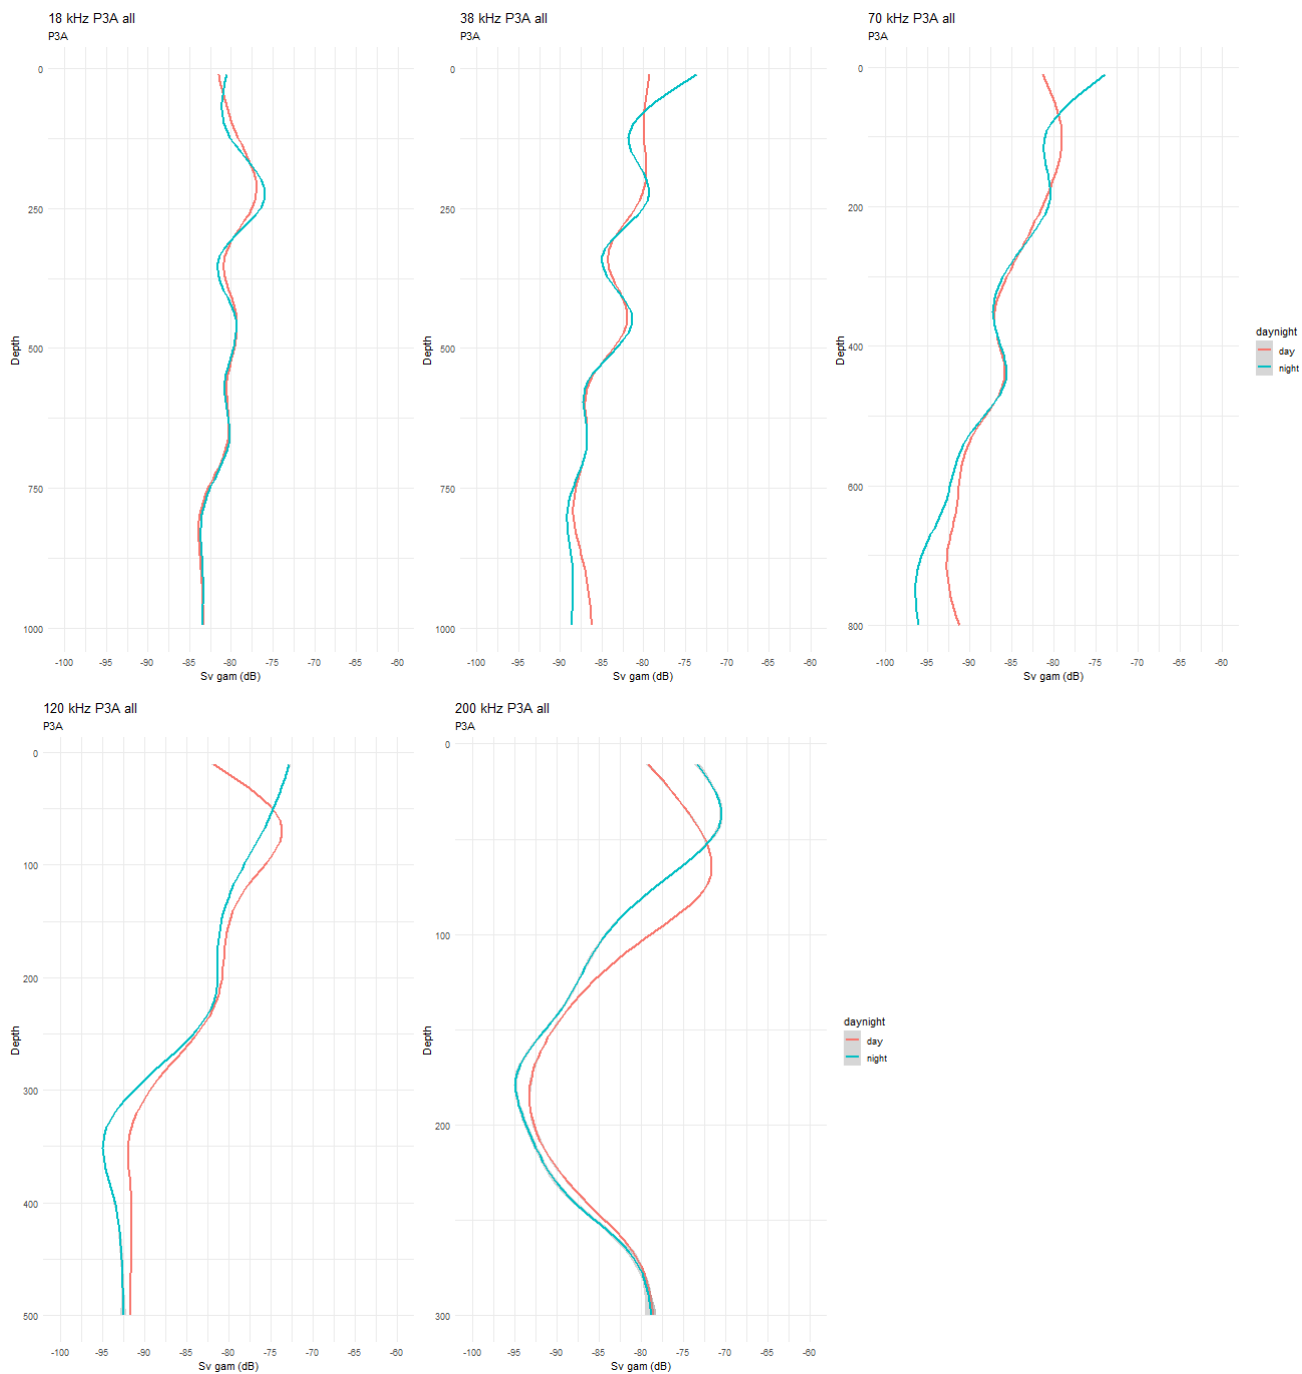 18 kHz P3A all
P3A
0
250
500
750
1000
Depth
-100 -95 -90 -85 -80 -75 -70 -65 -60
Sv gam (dB)
38 kHz P3A all
P3A
0
250
500
750
1000
Depth
-100 -95 -90 -85 -80 -75 -70 -65 -60
Sv gam (dB)
70 kHz P3A all
P3A
0
200
400
600
800
Depth
-100 -95 -90 -85 -80 -75 -70 -65 -60
Sv gam (dB)
daynight
day
night
120 kHz P3A all
P3A
0
100
200
300
400
500
Depth
-100 -95 -90 -85 -80 -75 -70 -65 -60
Sv gam (dB)
200 kHz P3A all
P3A
0
100
200
300
Depth
-100 -95 -90 -85 -80 -75 -70 -65 -60
Sv gam (dB)
daynight
day
night